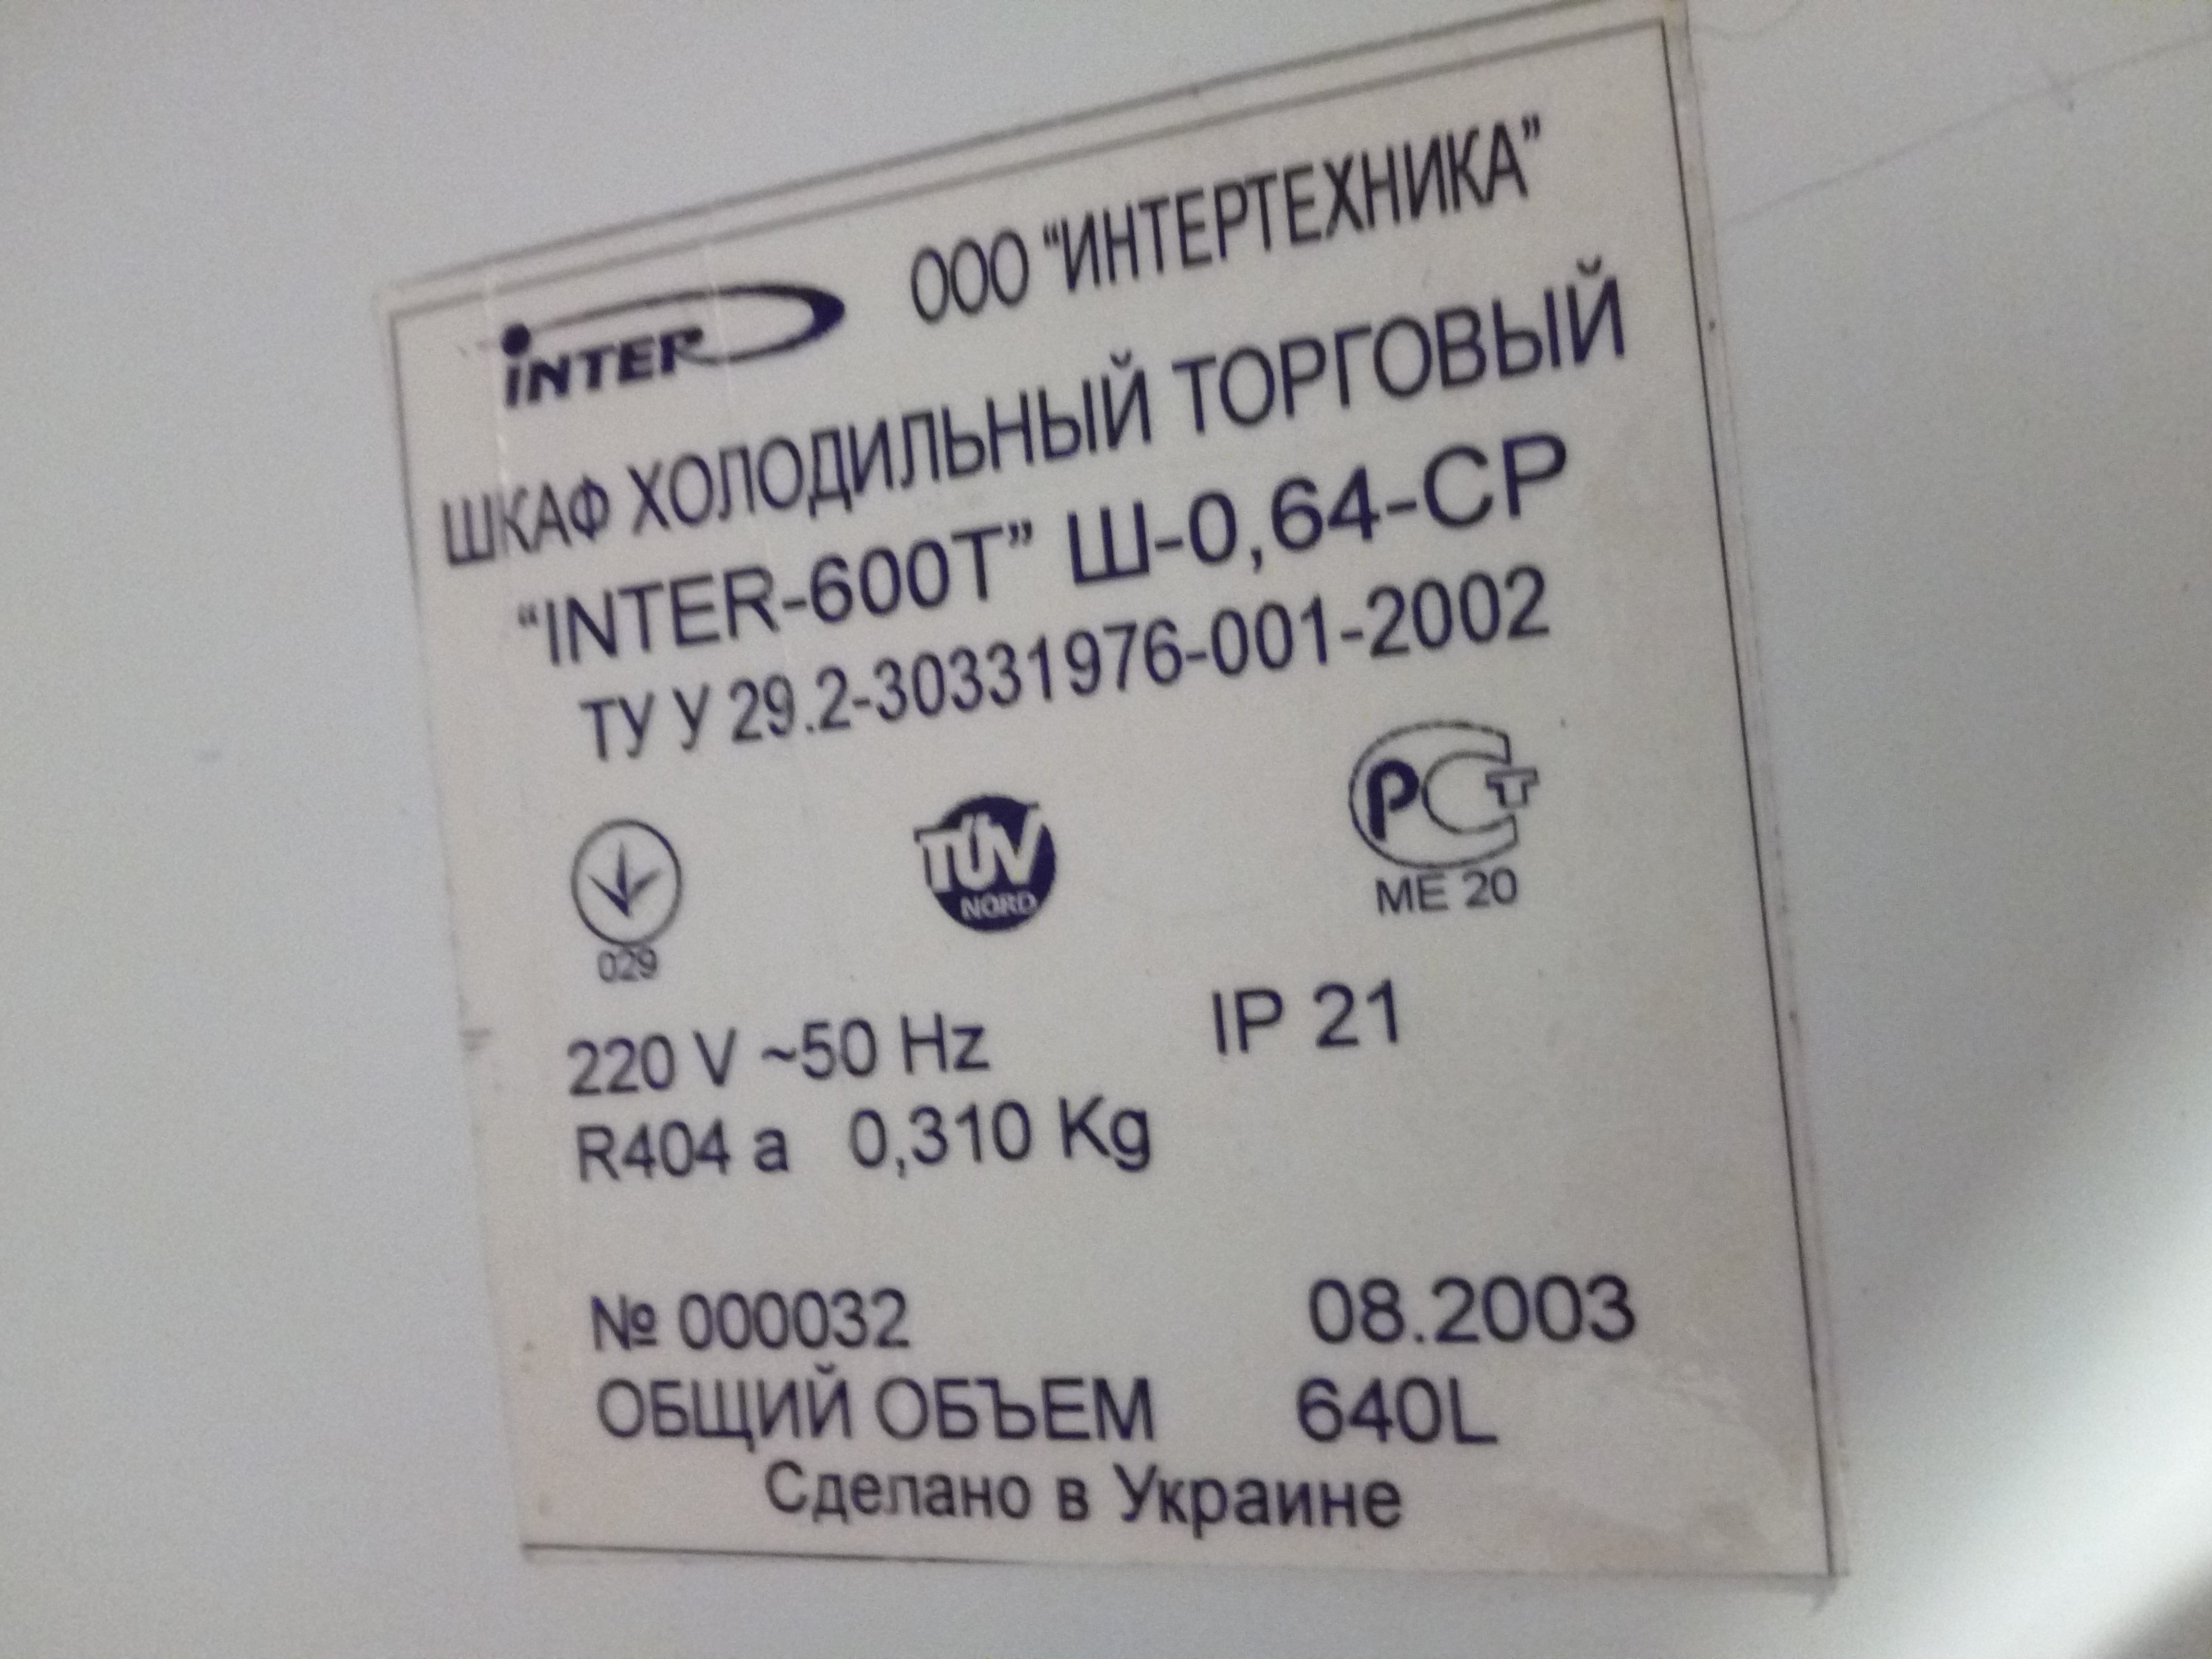 INTER ООО “ИНТЕРТЕХНИКА”
ШКАФ ХОЛОДИЛЬНЫЙ ТОРГОВЫЙ
“INTER-600T” Ш-0,64-СР
ТУ У 29.2-30331976-001-2002
TÜV
NORD
РСТ
029
МЕ 20
220 V ~50 Hz IP 21
R404 a 0,310 Kg
№ 000032 08.2003
ОБЩИЙ ОБЪЕМ 640L
Сделано в Украине